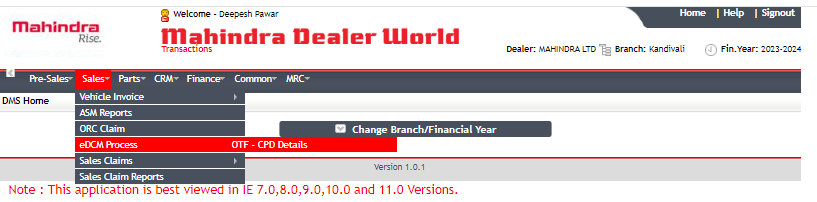 Home | Help | Signout
Welcome - Deepesh Pawar
Mahindra
Rise.
Mahindra Dealer World
Transactions
Dealer: MAHINDRA LTD Branch: Kandivali Fin.Year: 2023-2024
Pre-Sales Sales Parts CRM Finance Common MRC
DMS Home
Vehicle Invoice
ASM Reports
ORC Claim
Change Branch/Financial Year
eDCM Process OTF - CPD Details
Sales Claims
Version 1.0.1
Sales Claim Reports
Note : This application is best viewed in IE 7.0,8.0,9.0,10.0 and 11.0 Versions.